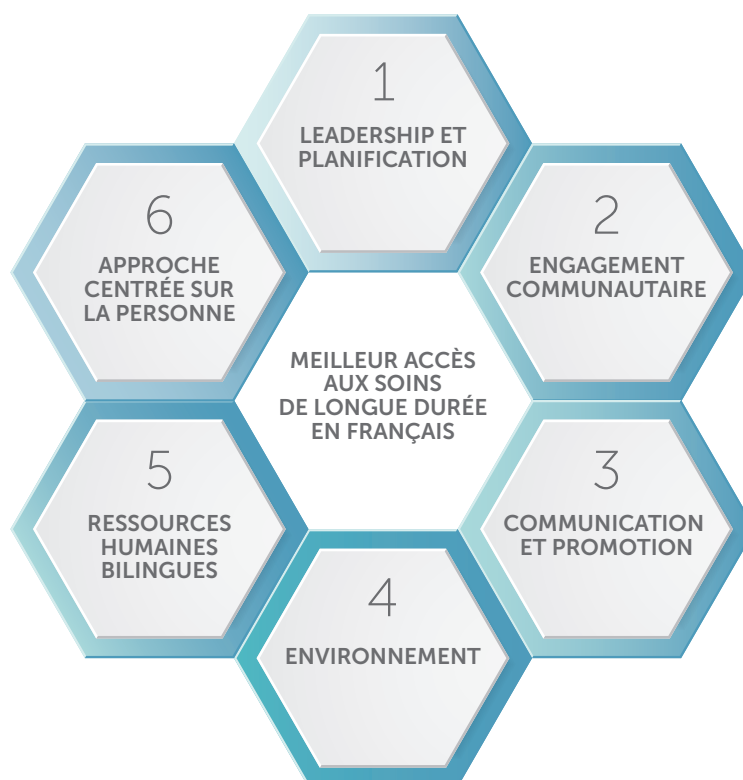 1
LEADERSHIP ET
PLANIFICATION
2
ENGAGEMENT
COMMUNAUTAIRE
3
COMMUNICATION
ET PROMOTION
4
ENVIRONNEMENT
5
RESSOURCES
HUMAINES
BILINGUES
6
APPROCHE
CENTRÉE SUR
LA PERSONNE
MEILLEUR ACCÈS
AUX SOINS
DE LONGUE DURÉE
EN FRANÇAIS